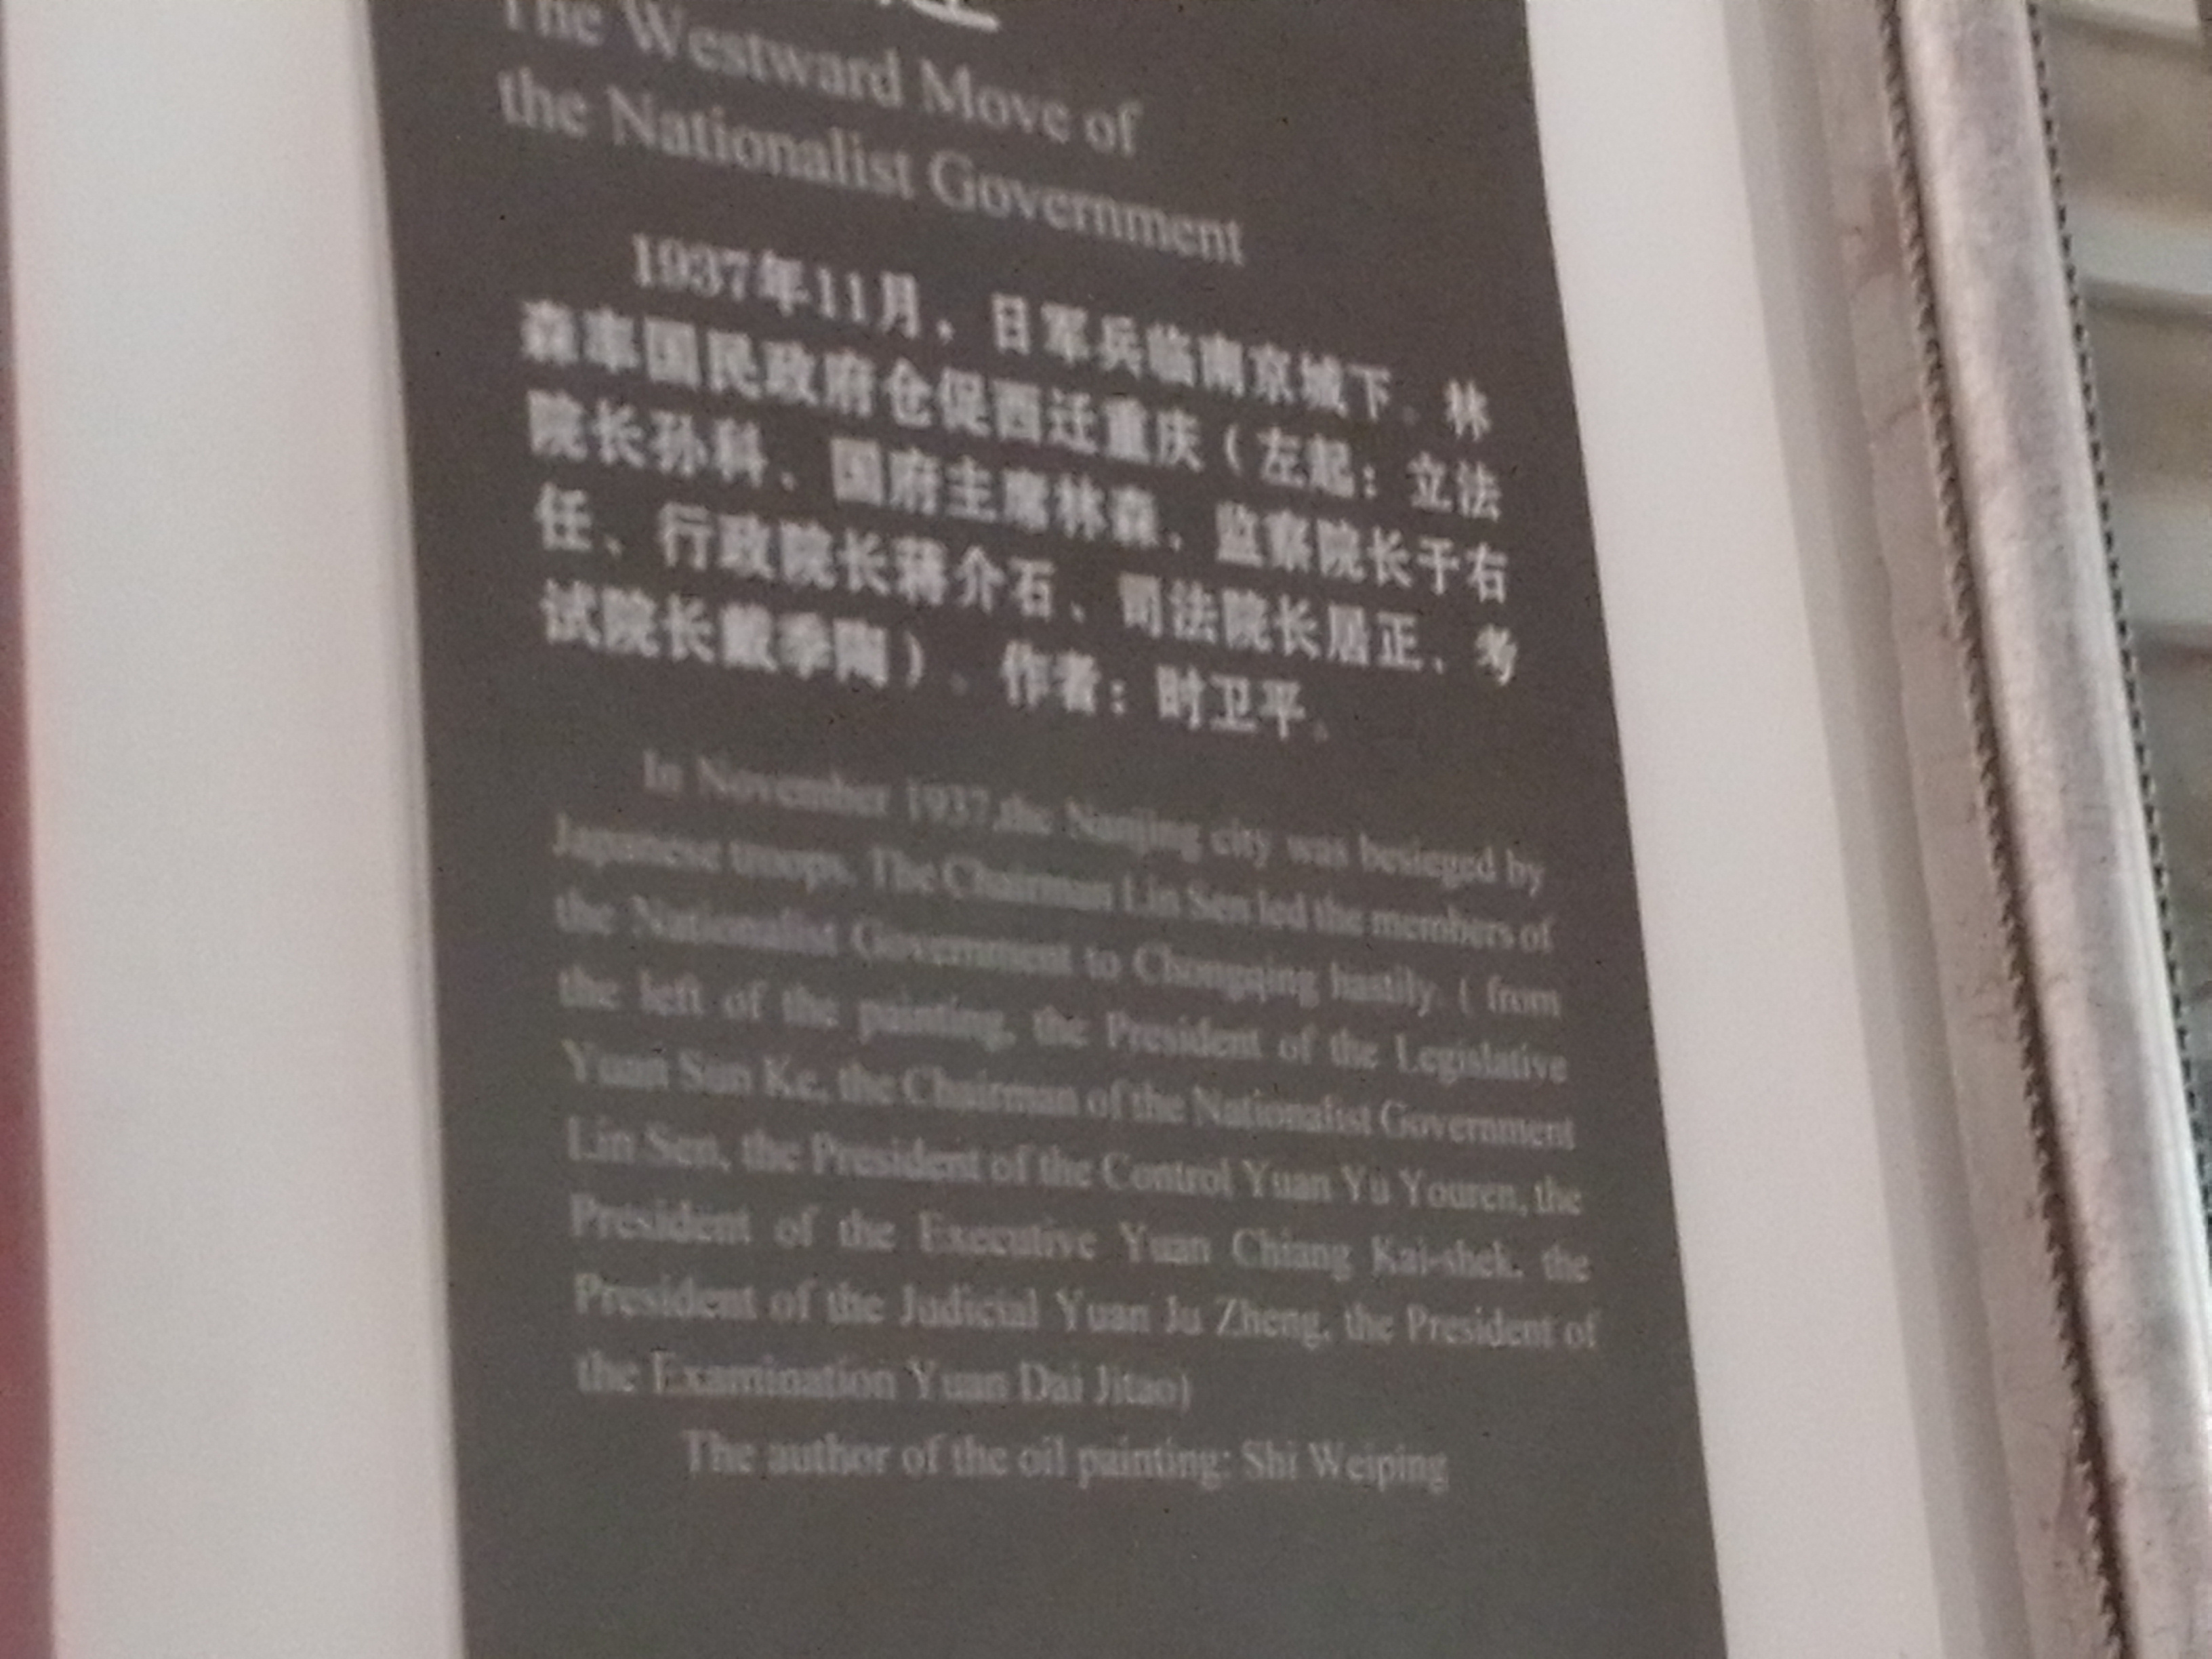 The Westward Move of
the Nationalist Government
1937年11月，日军兵临南京城下。林
森率国民政府仓促西迁重庆（左起：立法
院长孙科、国府主席林森、监察院长于右
任、行政院长蒋介石、司法院长居正、考
试院长戴季陶）。作者：时卫平。
In November 1937,the Nanjing city was besieged by
Japanese troops. The Chairman Lin Sen led the members of
the Nationalist Government to Chongqing hastily. ( from
the left of the painting, the President of the Legislative
Yuan Sun Ke, the Chairman of the Nationalist Government
Lin Sen, the President of the Control Yuan Yu Youren, the
President of the Executive Yuan Chiang Kai-shek, the
President of the Judicial Yuan Ju Zheng, the President of
the Examination Yuan Dai Jitao)
The author of the oil painting: Shi Weiping